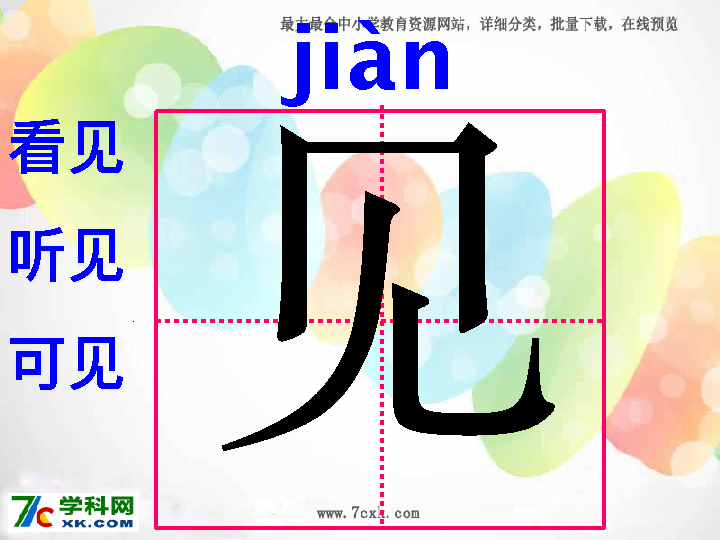 最大最全中小学教育资源网站，详细分类，批量下载，在线预览
jiàn
看见
听见
可见
见
7c学科网
XK.COM
www.7cxk.com